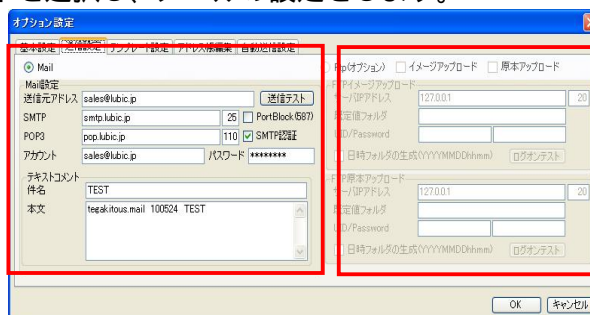 を選択し、
の設定をします。
オプション設定
基本設定 送信設定 テンプレート設定 アドレス帳編集 自動送信設定
Mail
Mail設定
送信元アドレス sales@lubic.jp 送信テスト
SMTP smtp.lubic.jp 25 PortBlock(587)
POP3 pop.lubic.jp 110 SMTP認証
アカウント sales@lubic.jp パスワード ********
テキストコメント
件名 TEST
本文 tegakitous.mail 100524 TEST
Ftp(オプション) イメージアップロード 原本アップロード
FTPイメージアップロード
サーバIPアドレス 127.0.0.1 20
既定値フォルダ
UID/Password
日時フォルダの生成(YYYYMMDDhhmm) ログオンテスト
FTP原本アップロード
サーバIPアドレス 127.0.0.1 20
既定値フォルダ
UID/Password
日時フォルダの生成(YYYYMMDDhhmm) ログオンテスト
OK キャンセル